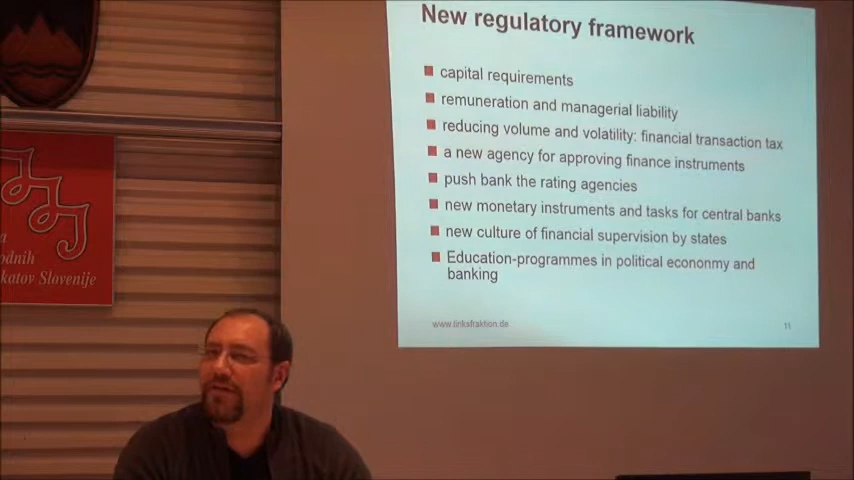 New regulatory framework
capital requirements
remuneration and managerial liability
reducing volume and volatility: financial transaction tax
a new agency for approving finance instruments
push bank the rating agencies
new monetary instruments and tasks for central banks
new culture of financial supervision by states
Education-programmes in political econonmy and
banking
www.linksfraktion.de
11
a
odnih
katov Slovenije